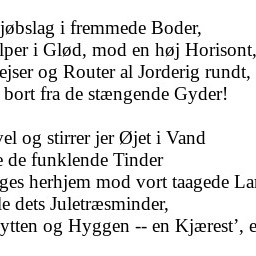 jøbslag i fremmede Boder,
lper i Glød, mod en høj Horisont,
ejser og Router al Jorderig rundt,
bort fra de stængende Gyder!
vel og stirrer jer Øjet i Vand
de funklende Tinder
ges herhjem mod vort taagede La
le dets Juletræsminder,
ytten og Hyggen -- en Kjærest’, e